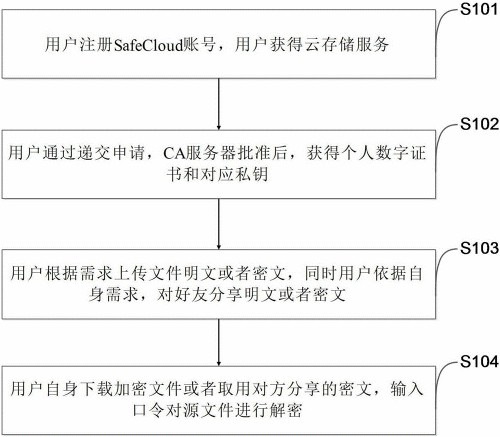 S101
用户注册SafeCloud账号，用户获得云存储服务
S102
用户通过递交申请，CA服务器批准后，获得个人数字证
书和对应私钥
S103
用户根据需求上传文件明文或者密文，同时用户依据自
身需求，对好友分享明文或者密文
S104
用户自身下载加密文件或者取用对方分享的密文，输入
口令对源文件进行解密